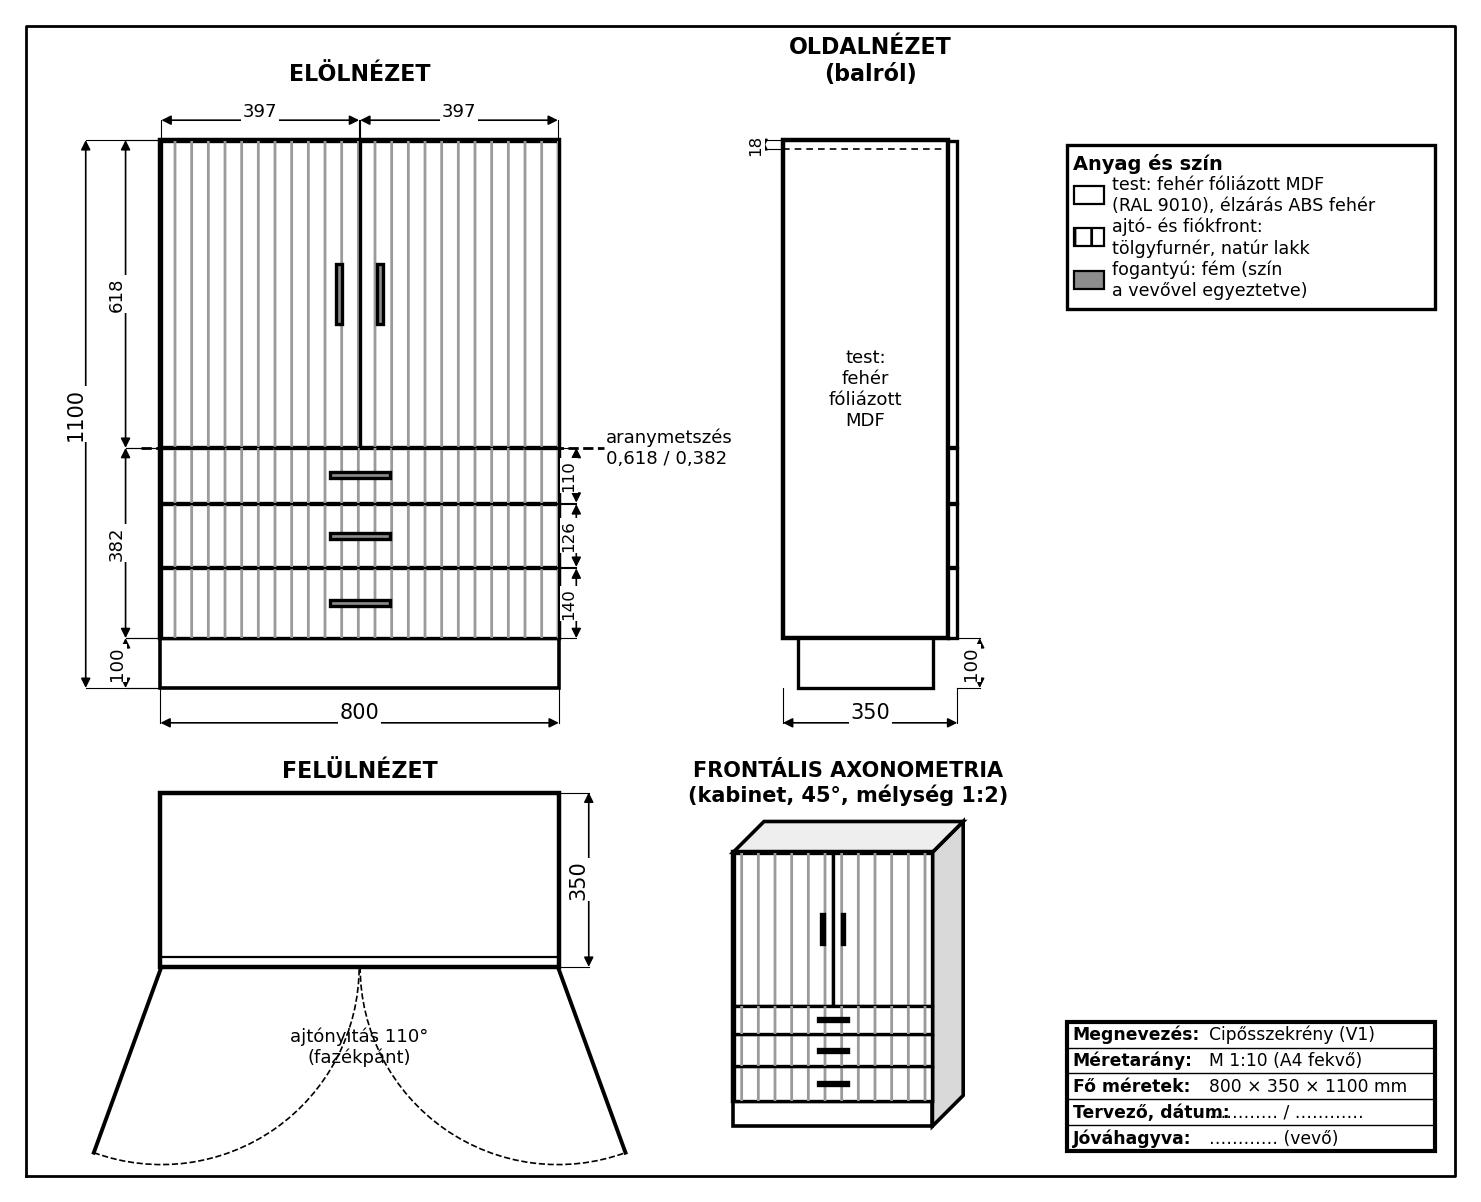 ELÖLNÉZET
OLDALNÉZET
(balról)
397
397
1100
618
382
100
110
126
140
aranymetszés
0,618 / 0,382
800
18
test:
fehér
fóliázott
MDF
100
350
Anyag és szín
test: fehér fóliázott MDF
(RAL 9010), élzárás ABS fehér
ajtó- és fiókfront:
tölgyfurnér, natúr lakk
fogantyú: fém (szín
a vevővel egyeztetve)
FELÜLNÉZET
350
ajtónyitás 110°
(fazékpánt)
FRONTÁLIS AXONOMETRIA
(kabinet, 45°, mélység 1:2)
Megnevezés: Cipősszekrény (V1)
Méretarány: M 1:10 (A4 fekvő)
Fő méretek: 800 × 350 × 1100 mm
Tervező, dátum: ………… / …………
Jóváhagyva: ………… (vevő)